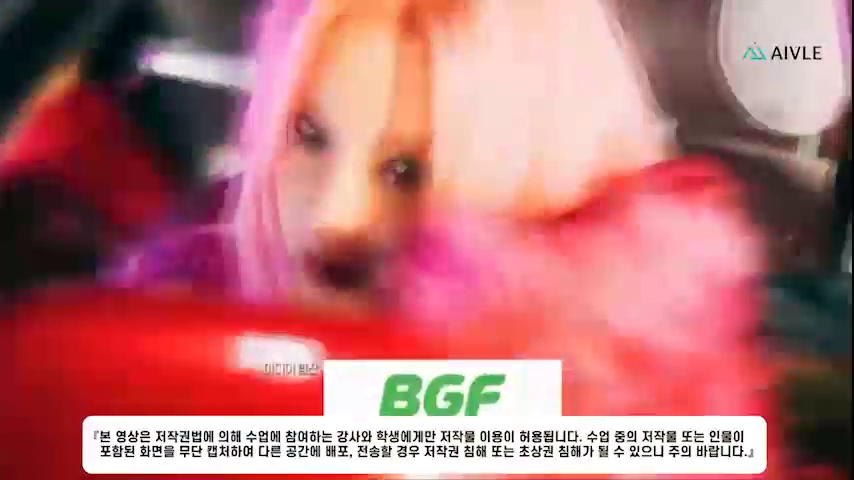 AIVLE
BGF
『본 영상은 저작권법에 의해 수업에 참여하는 강사와 학생에게만 저작물 이용이 허용됩니다. 수업 중의 저작물 또는 인물이
포함된 화면을 무단 캡처하여 다른 공간에 배포, 전송할 경우 저작권 침해 또는 초상권 침해가 될 수 있으니 주의 바랍니다.』